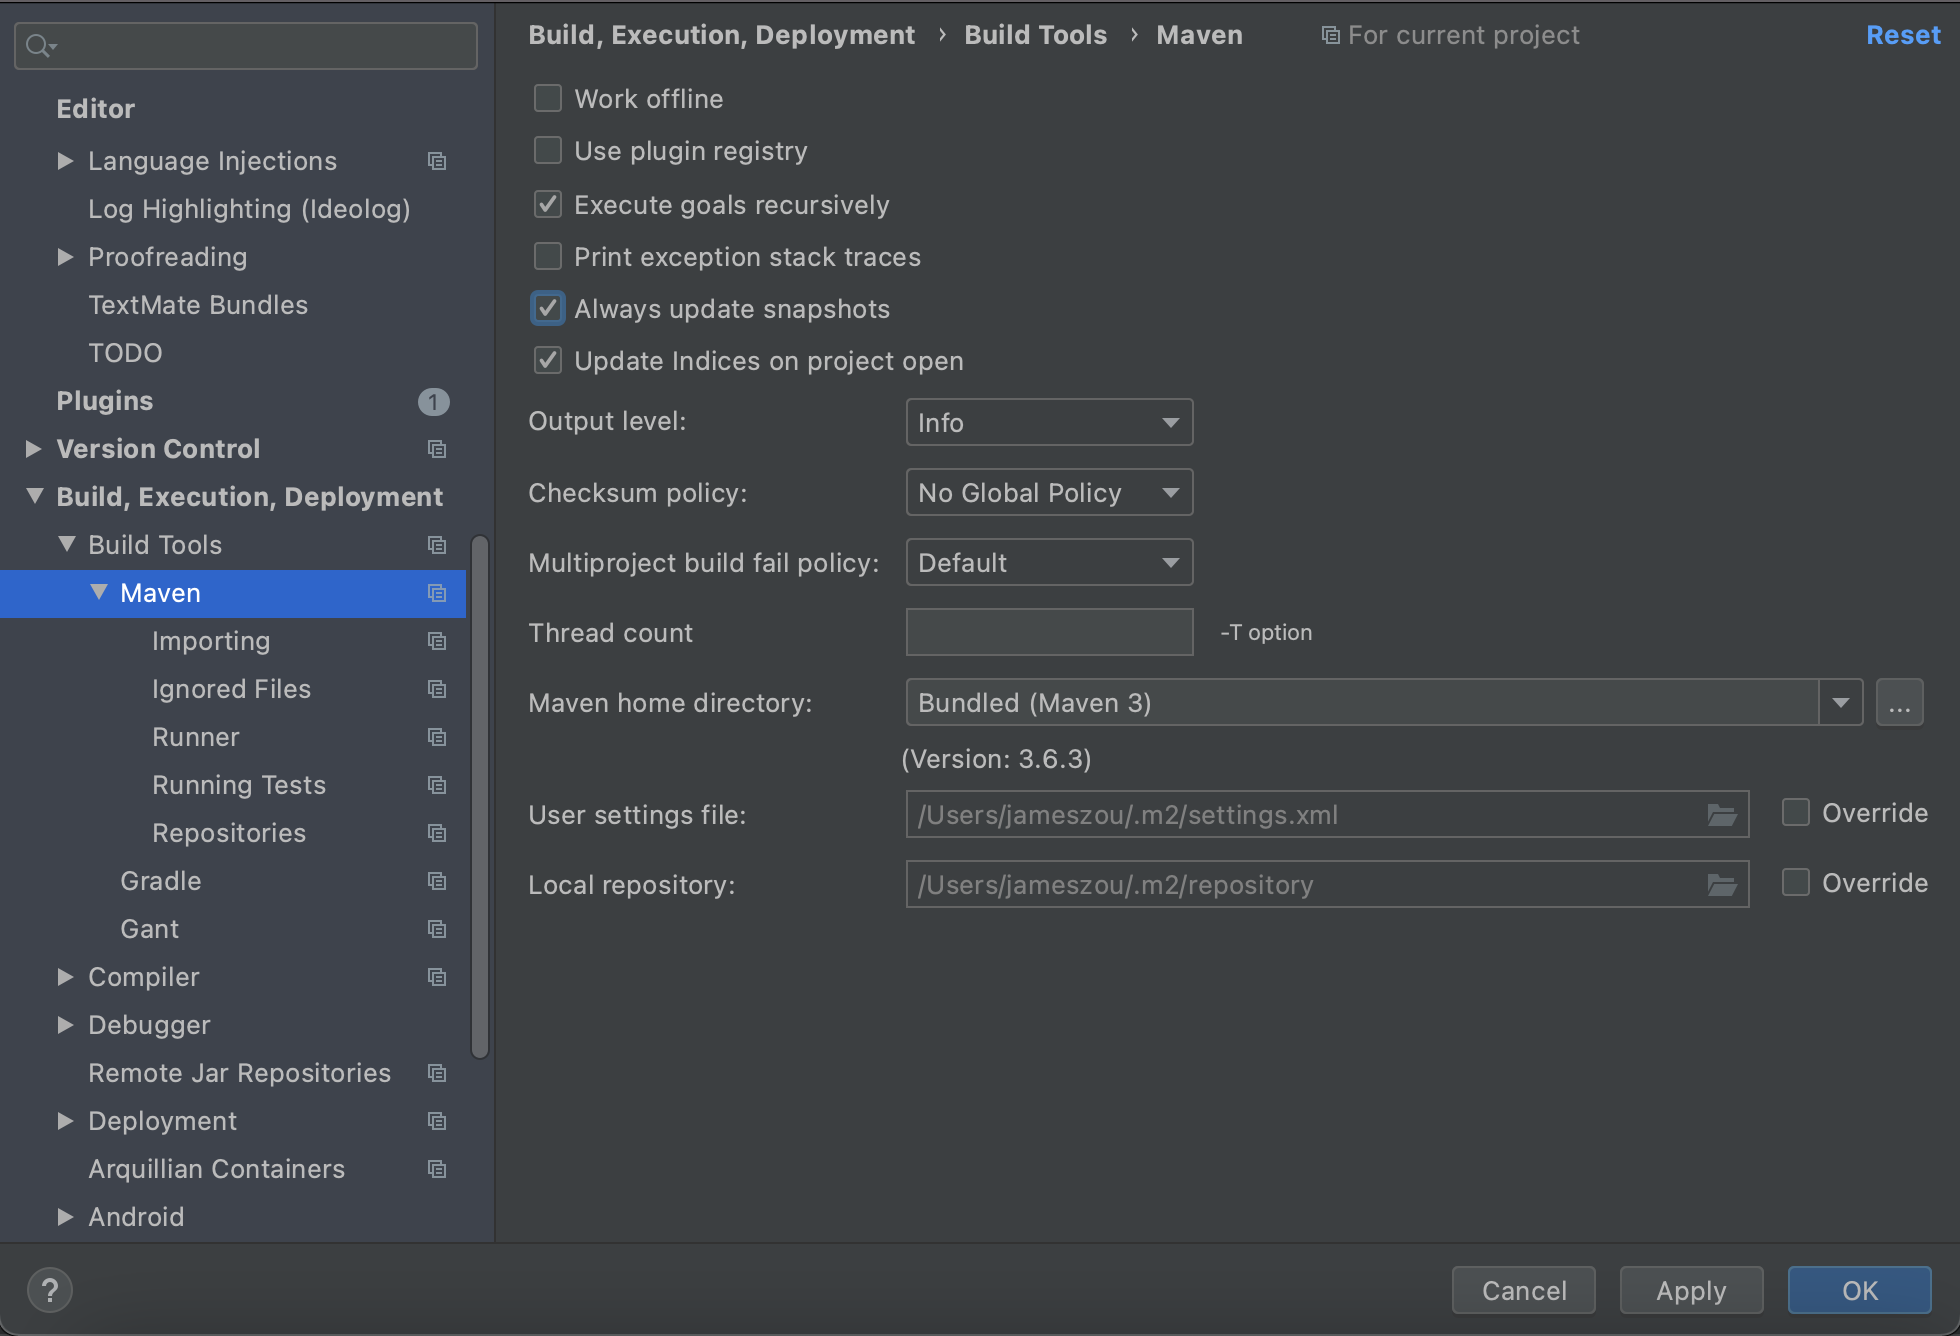 Editor
Language Injections
Log Highlighting (Ideolog)
Proofreading
TextMate Bundles
TODO
Plugins 1
Version Control
Build, Execution, Deployment
Build Tools
Maven
Importing
Ignored Files
Runner
Running Tests
Repositories
Gradle
Gant
Compiler
Debugger
Remote Jar Repositories
Deployment
Arquillian Containers
Android
Build, Execution, Deployment › Build Tools › Maven For current project Reset
Work offline
Use plugin registry
Execute goals recursively
Print exception stack traces
Always update snapshots
Update Indices on project open
Output level: Info
Checksum policy: No Global Policy
Multiproject build fail policy: Default
Thread count -T option
Maven home directory: Bundled (Maven 3) ...
(Version: 3.6.3)
User settings file: /Users/jameszou/.m2/settings.xml Override
Local repository: /Users/jameszou/.m2/repository Override
? Cancel Apply OK